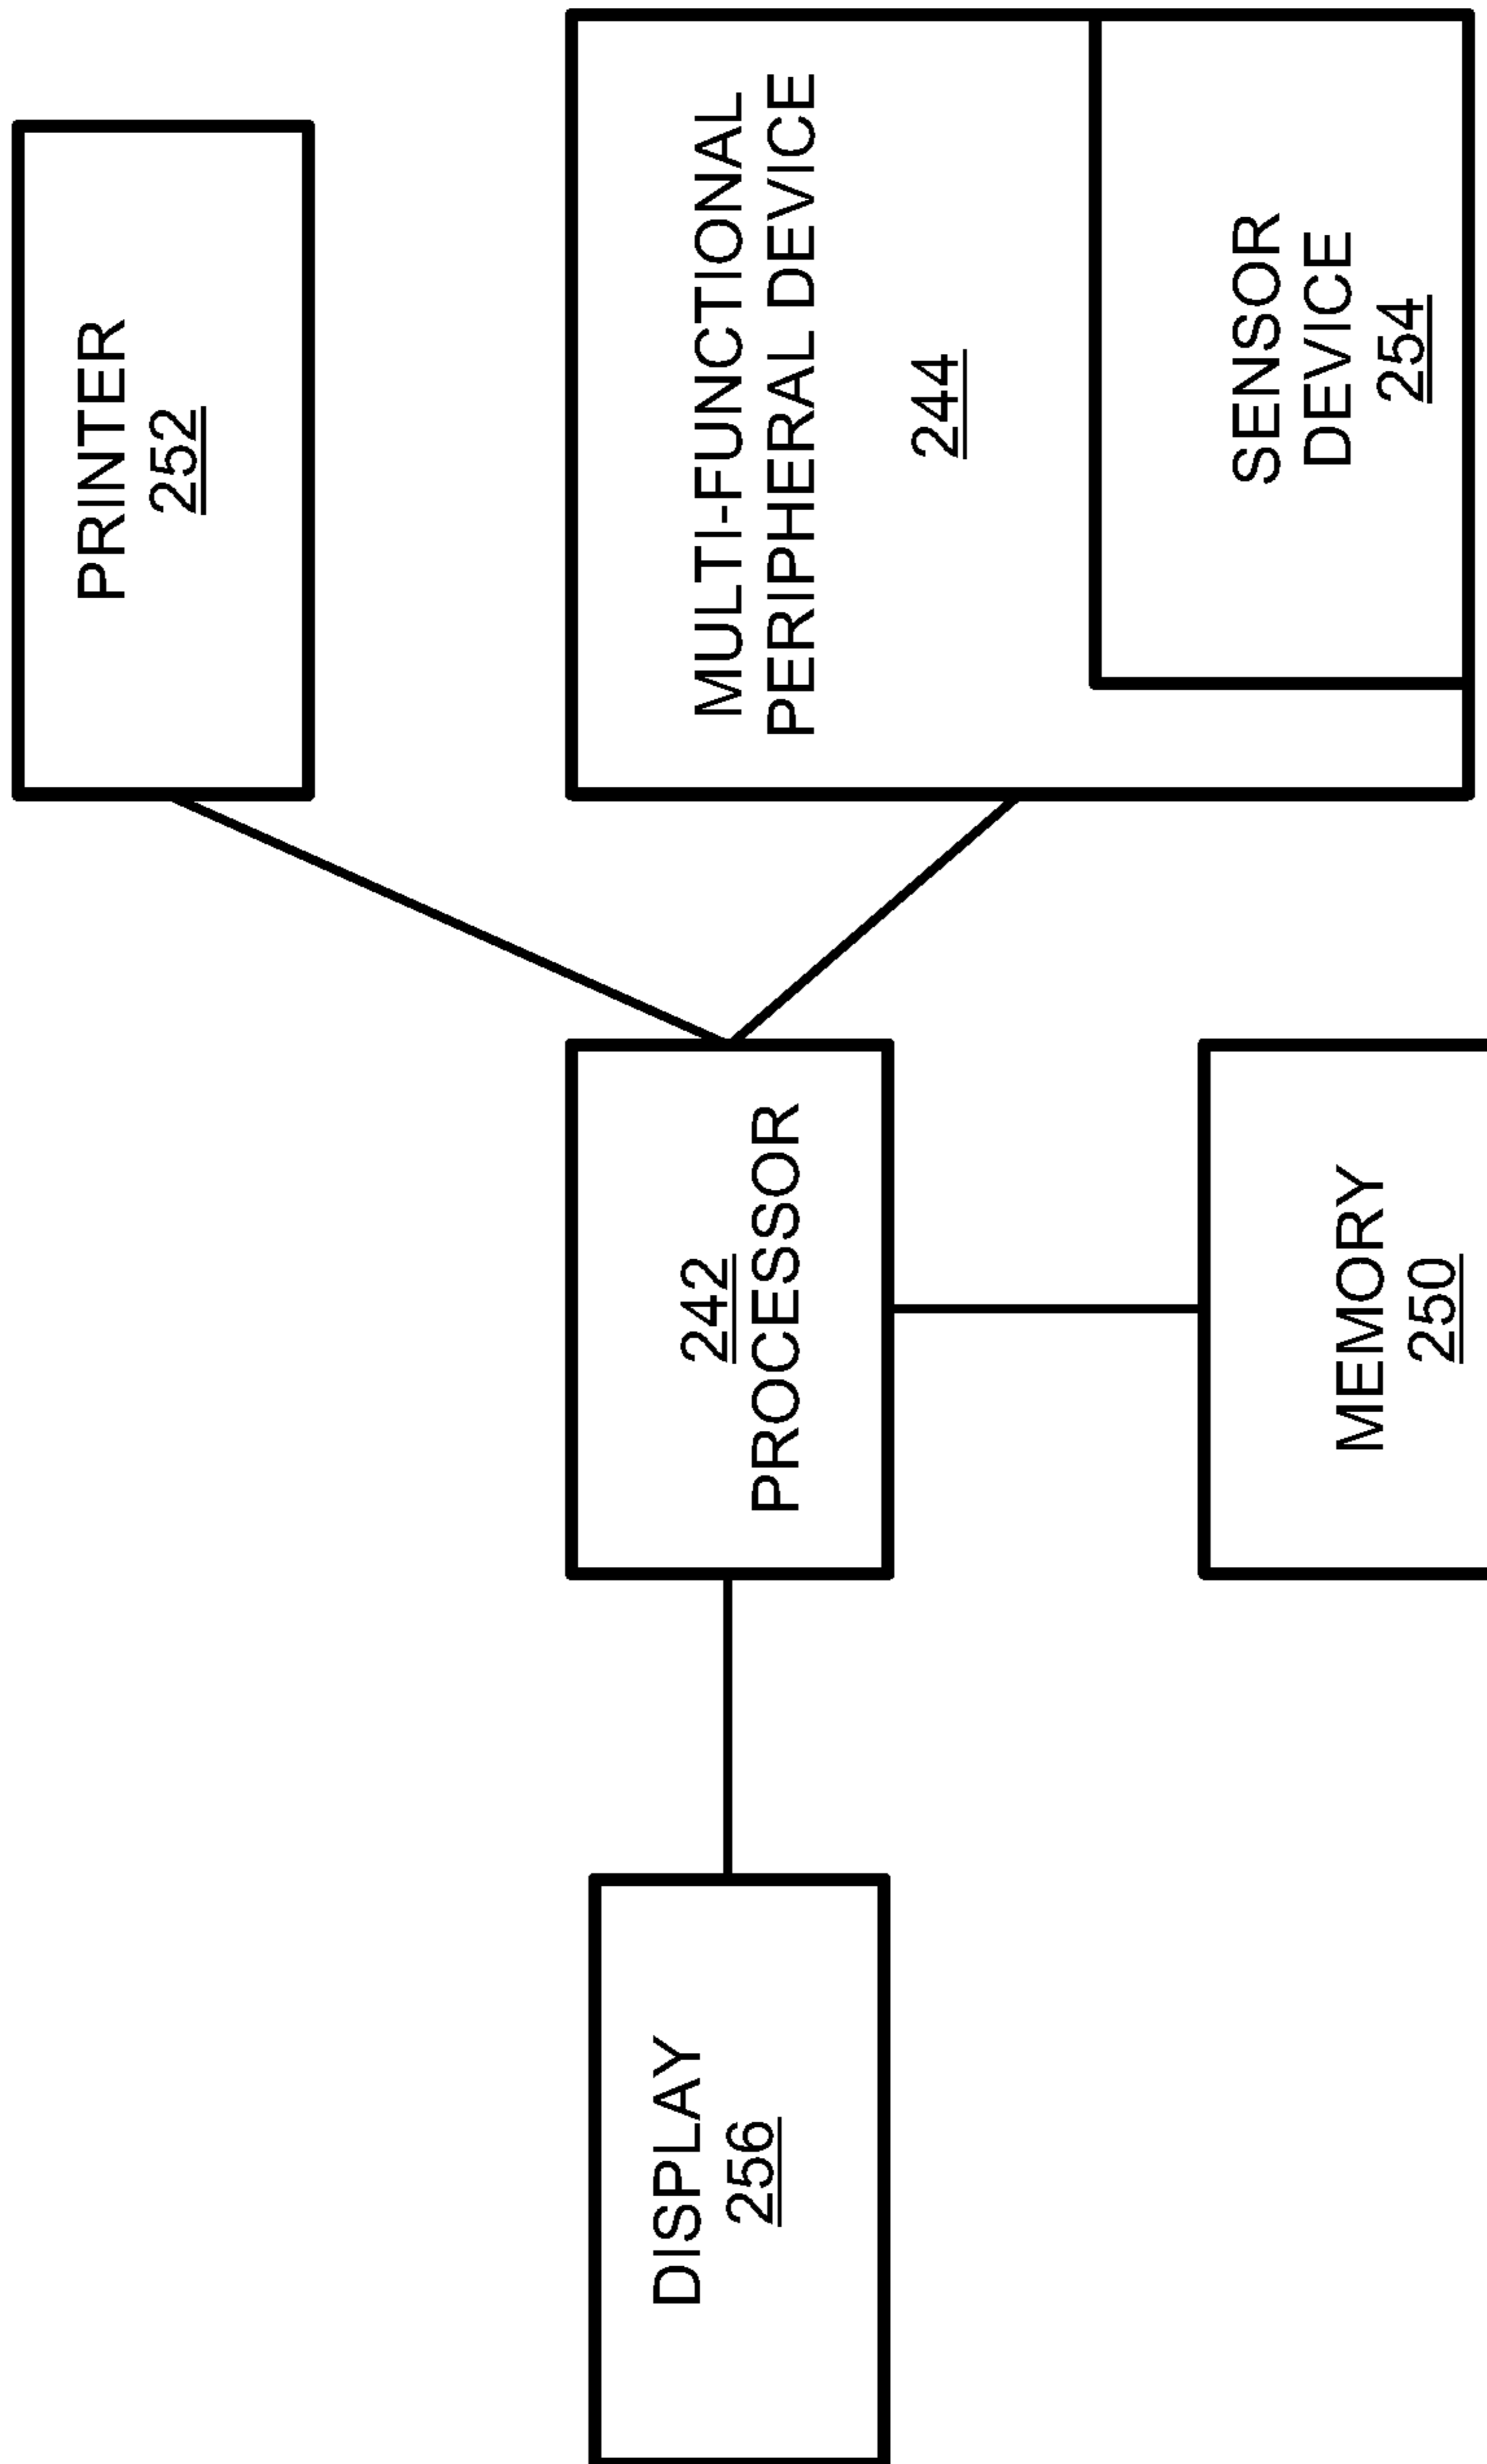 PRINTER
252
MULTI-FUNCTIONAL
PERIPHERAL DEVICE
244
SENSOR
DEVICE
254
242
PROCESSOR
MEMORY
250
DISPLAY
256